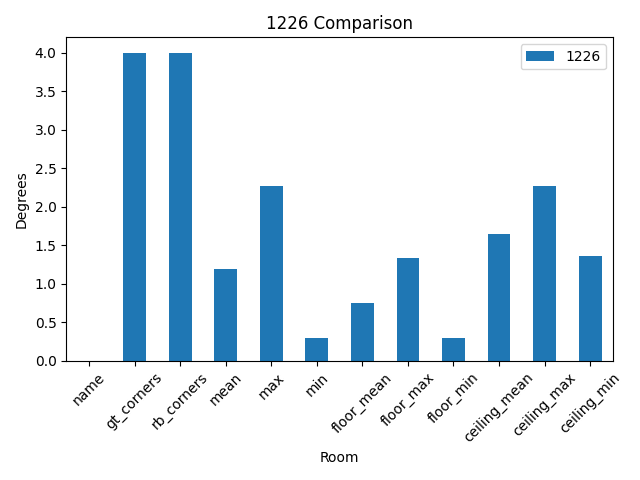 1226 Comparison
1226
Degrees
4.0
3.5
3.0
2.5
2.0
1.5
1.0
0.5
0.0
name
gt_corners
rb_corners
mean
max
min
floor_mean
floor_max
floor_min
ceiling_mean
ceiling_max
ceiling_min
Room